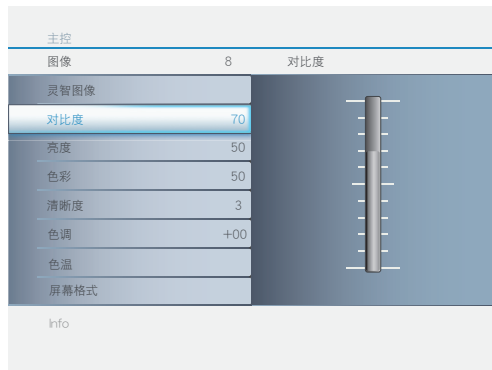 主控
图像 8 对比度
灵智图像
对比度 70
亮度 50
色彩 50
清晰度 3
色调 +00
色温
屏幕格式
Info